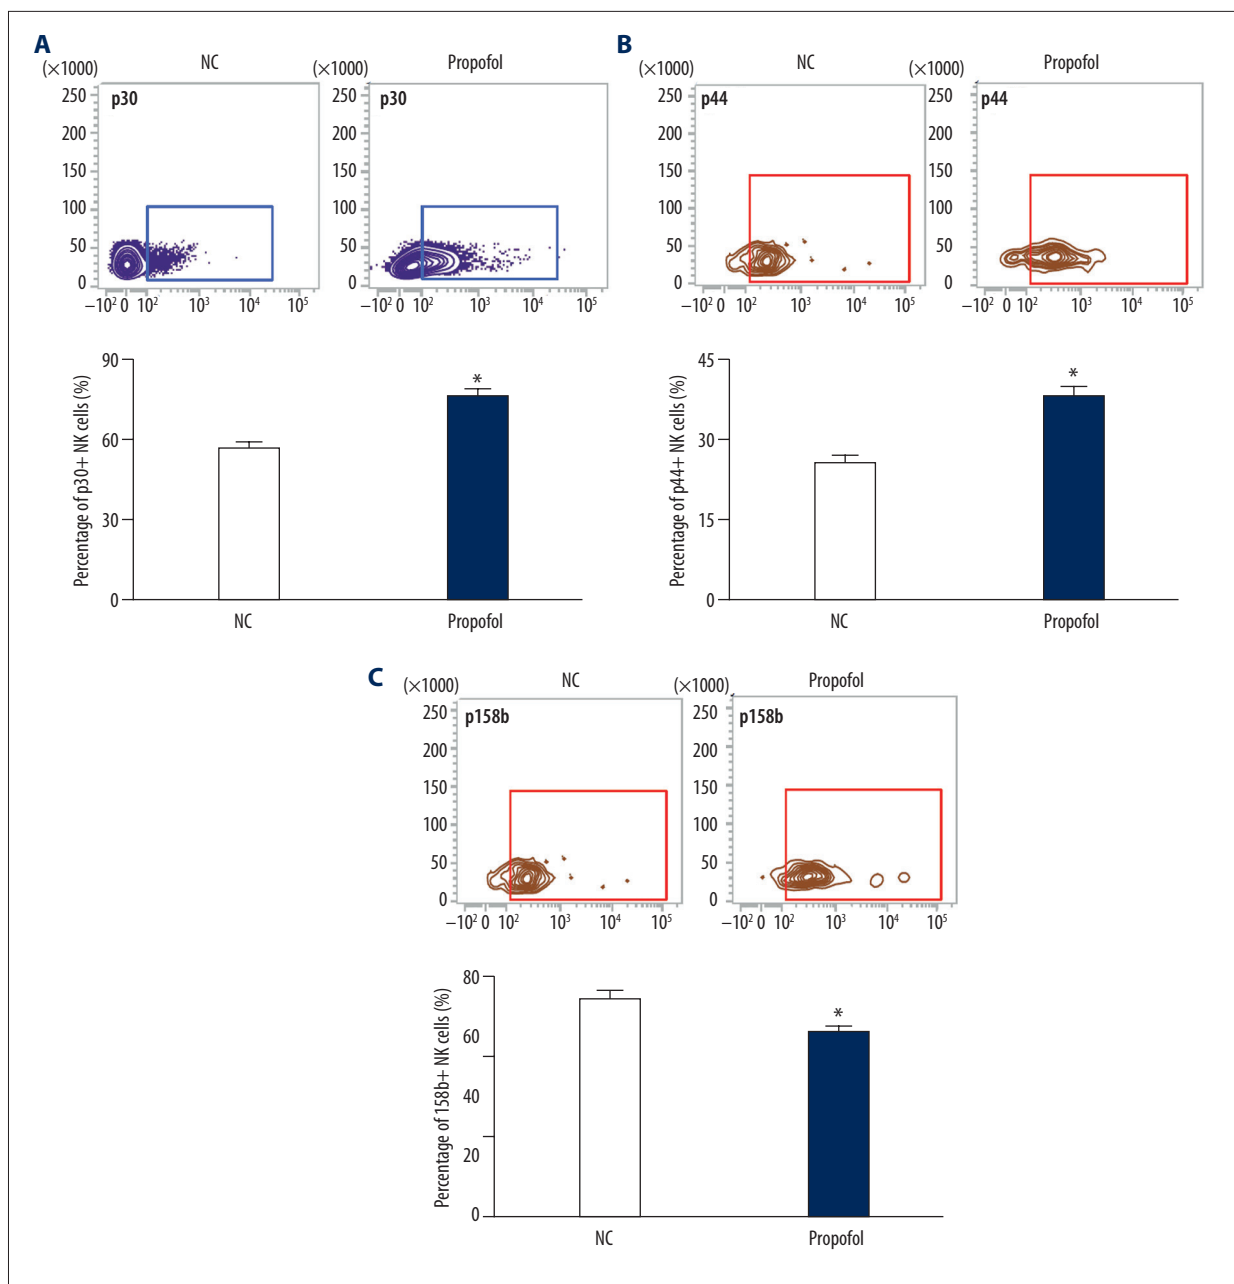 A
B
(×1000)
NC
(×1000)
Propofol
(×1000)
NC
(×1000)
Propofol
p30
250
200
150
100
50
0
−10² 0 10² 10³ 10⁴ 10⁵
p30
250
200
150
100
50
0
−10² 0 10² 10³ 10⁴ 10⁵
p44
250
200
150
100
50
0
−10² 0 10² 10³ 10⁴ 10⁵
p44
250
200
150
100
50
0
−10² 0 10² 10³ 10⁴ 10⁵
Percentage of p30+ NK cells (%)
90
60
30
0
*
NC
Propofol
Percentage of p44+ NK cells (%)
45
30
15
0
*
NC
Propofol
C
(×1000)
NC
(×1000)
Propofol
p158b
250
200
150
100
50
0
−10² 0 10² 10³ 10⁴ 10⁵
p158b
250
200
150
100
50
0
−10² 0 10² 10³ 10⁴ 10⁵
Percentage of 158b+ NK cells (%)
80
60
40
20
0
*
NC
Propofol